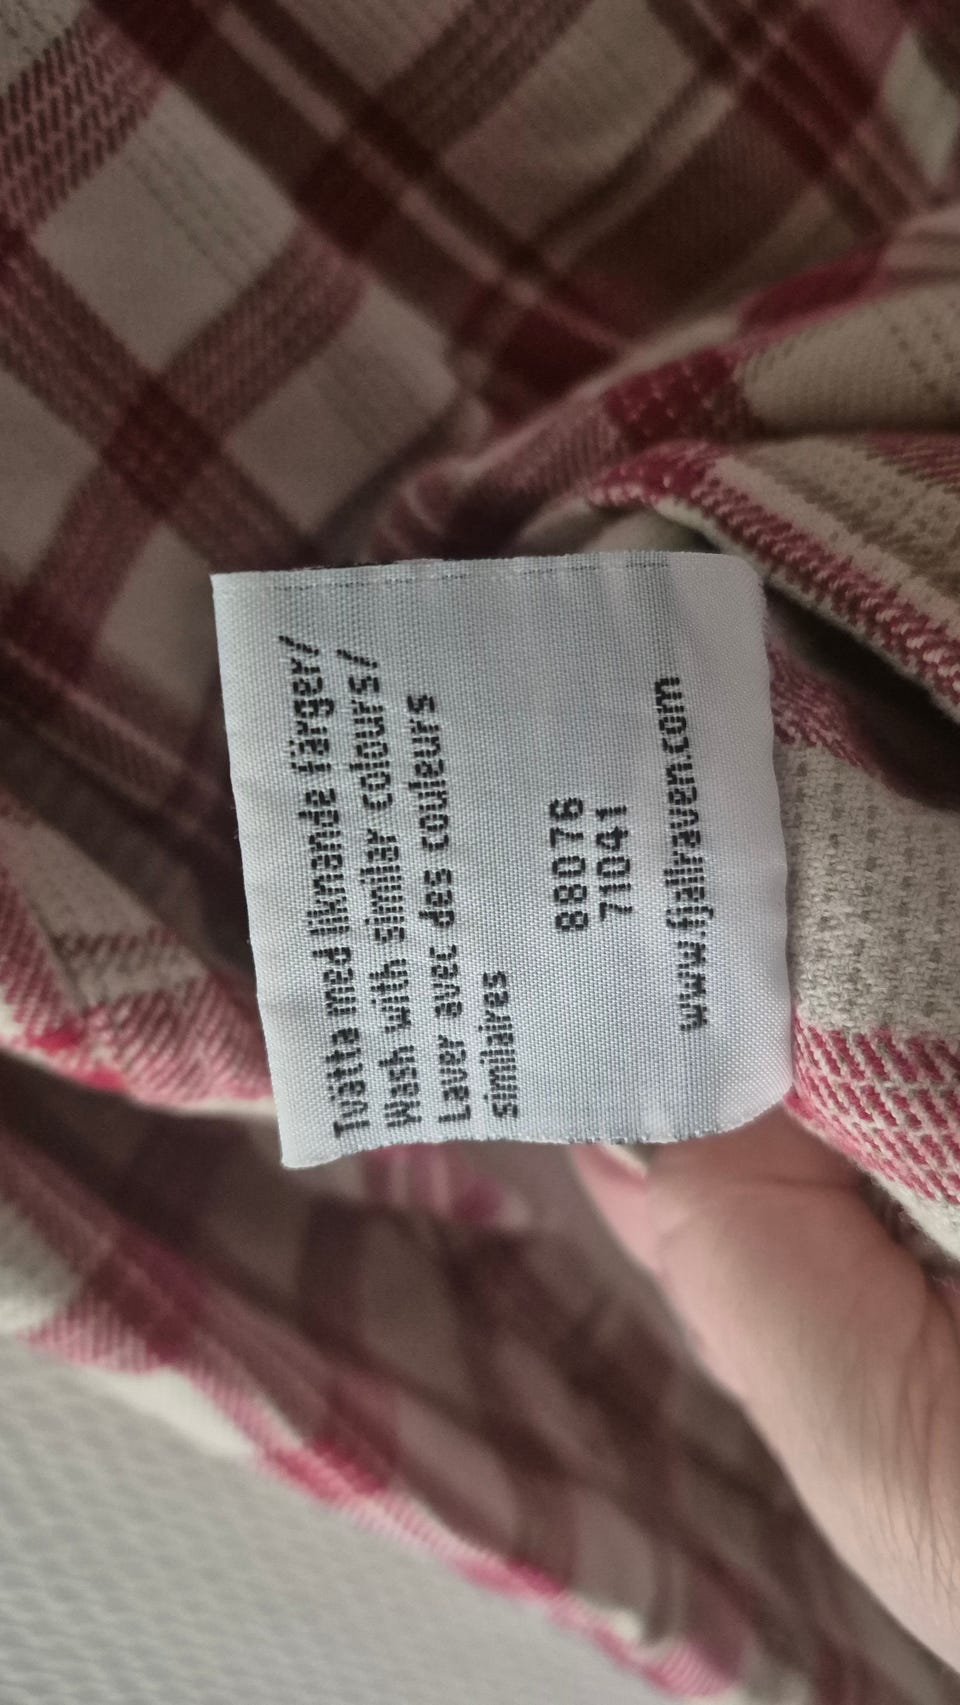 Tvätta med liknande färger/
Wash with similar colours/
Laver avec des couleurs
similaires
88076
71041
www.fjallraven.com